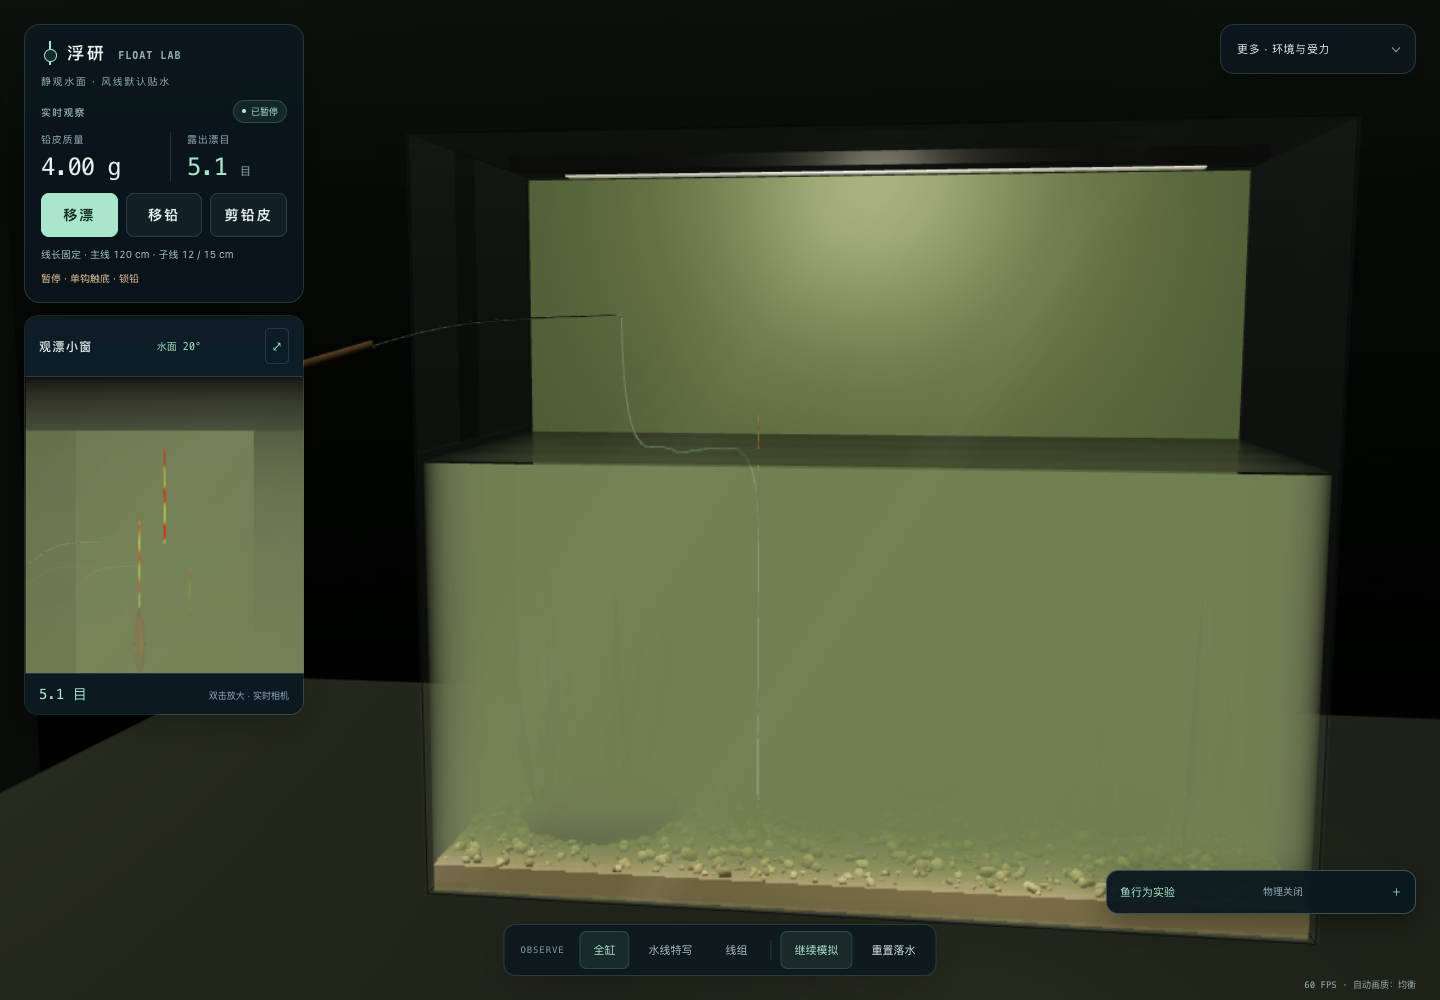 浮研 FLOAT LAB
静观水面 · 风线默认贴水
实时观察 已暂停
铅皮质量 露出漂目
4.00 g 5.1 目
移漂 移铅 剪铅皮
线长固定 · 主线 120 cm · 子线 12 / 15 cm
暂停 · 单钩触底 · 锁铅
观漂小窗 水面 20°
5.1 目 双击放大 · 实时相机
更多 · 环境与受力
鱼行为实验 物理关闭 +
OBSERVE 全缸 水线特写 线组 继续模拟 重置落水
60 FPS · 自动画质: 均衡